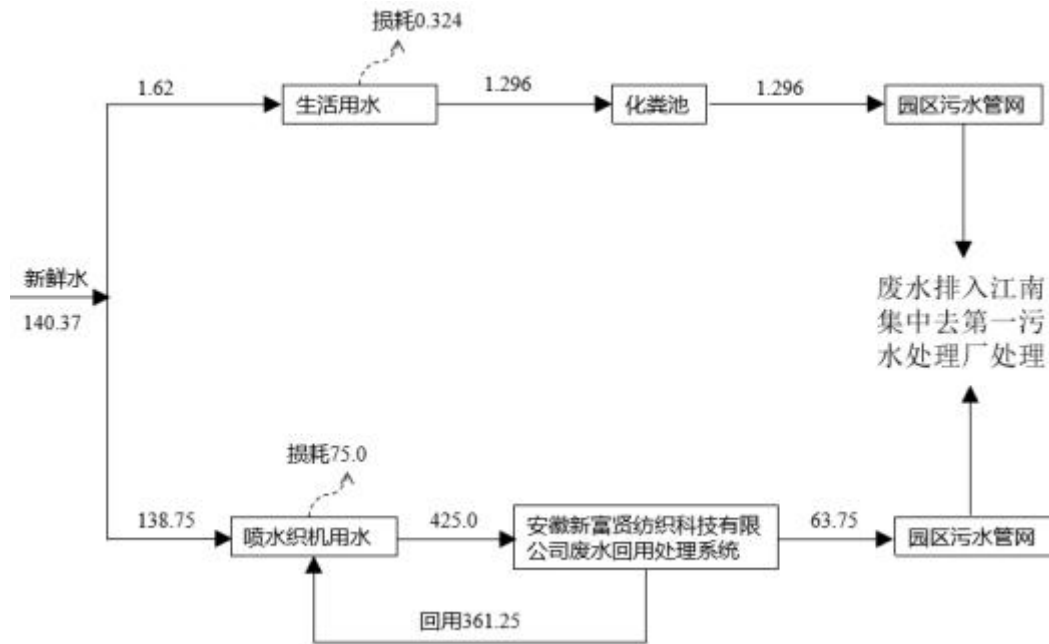 损耗0.324
1.62
生活用水
1.296
化粪池
1.296
园区污水管网
新鲜水
140.37
废水排入江南
集中去第一污
水处理厂处理
损耗75.0
138.75
喷水织机用水
425.0
安徽新富贤纺织科技有限
公司废水回用处理系统
63.75
园区污水管网
回用361.25